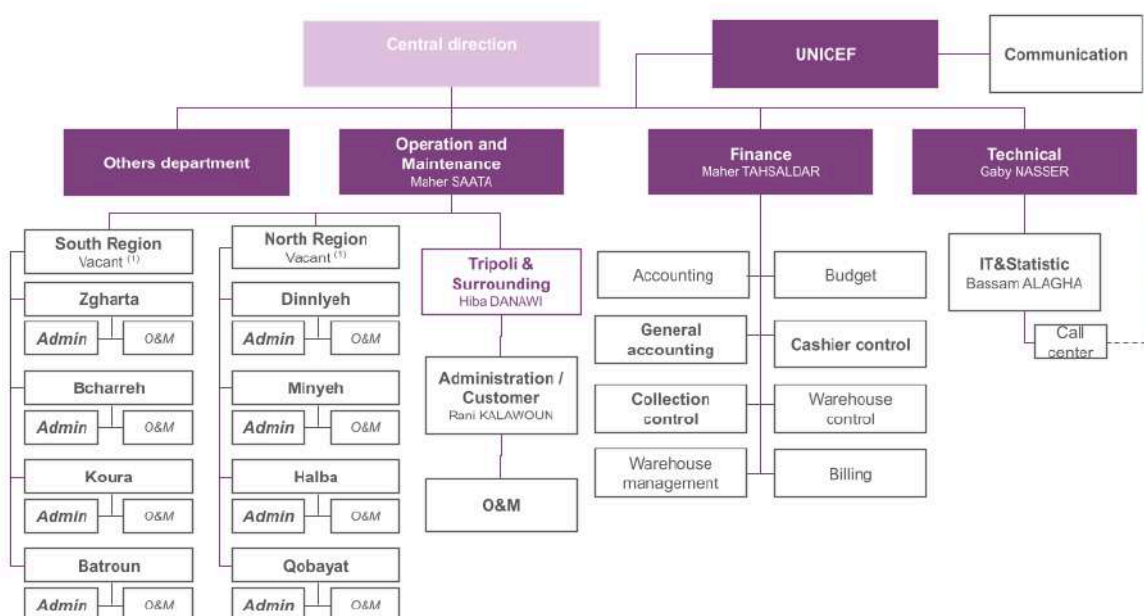 Central direction
UNICEF
Communication
Others department
Operation and
Maintenance
Maher SAATA
Finance
Maher TAHSALDAR
Technical
Gaby NASSER
South Region
Vacant (1)
Zgharta
Admin
O&M
Bcharreh
Admin
O&M
Koura
Admin
O&M
Batroun
Admin
O&M
North Region
Vacant (1)
Dinnlyeh
Admin
O&M
Minyeh
Admin
O&M
Halba
Admin
O&M
Qobayat
Admin
O&M
Tripoli &
Surrounding
Hiba DANAWI
Administration /
Customer
Rani KALAWOUN
O&M
Accounting
Budget
General
accounting
Cashier control
Collection
control
Warehouse
control
Warehouse
management
Billing
IT&Statistic
Bassam ALAGHA
Call
center